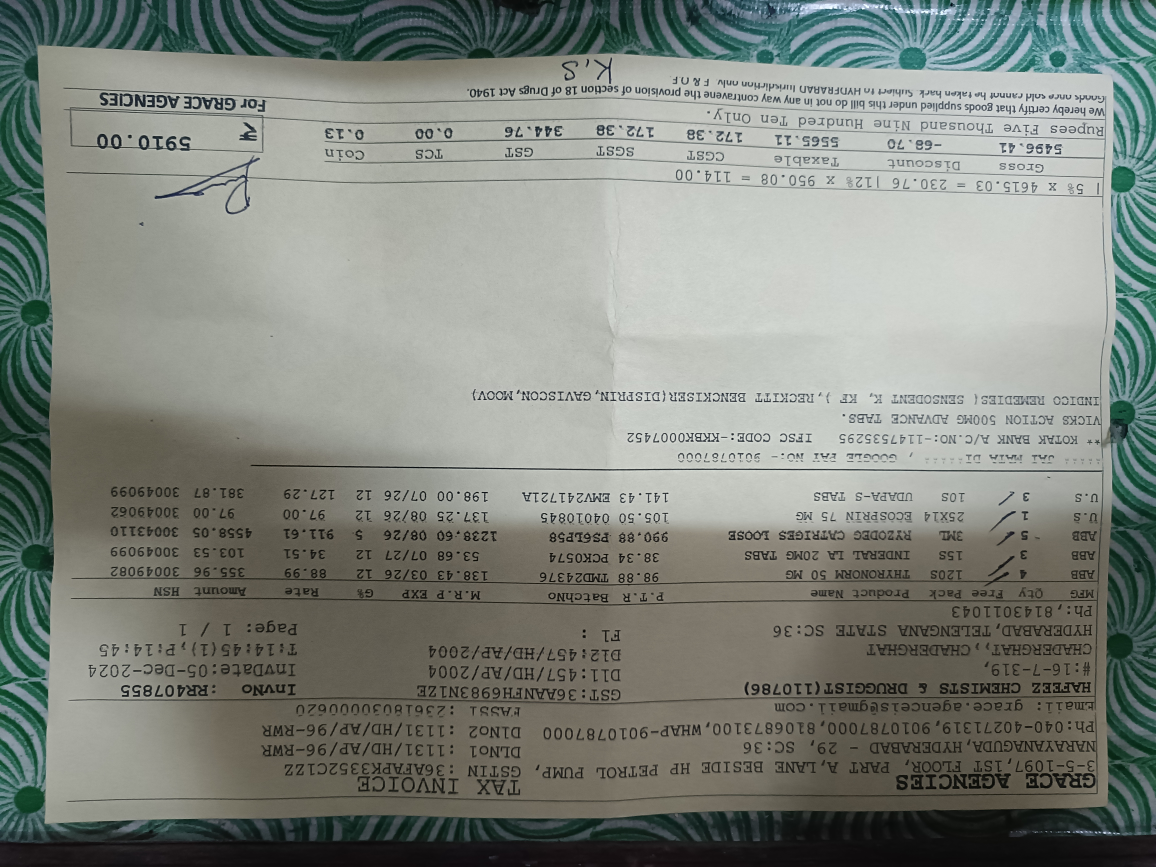 GRACE AGENCIES TAX INVOICE
3-5-1097,1ST FLOOR, PART A,LANE BESIDE HP PETROL PUMP, GSTIN :36AFAPK3352C1ZZ
NARAYANAGUDA,HYDERABAD - 29, SC:36 DLNO1 :1131/HD/AP/96-RWR
Ph:040-40271319,9010787000,8106873100,WHAP-9010787000 DLNO2 :1131/HD/AP/96-RWR
Email: grace.agenceis@gmail.com FASSI :23618030000620
HAFEEZ CHEMISTS & DRUGGIST(110786) GST:36AANFH6983N1ZE InvNo :RR407855
#:16-7-319, D11:457/HD/AP/2004 InvDate:05-Dec-2024
CHADERGHAT,,CHADERGHAT D12:457/HD/AP/2004 T:14:45(1),P:14:45
HYDERABAD,TELENGANA STATE SC:36 Fl : Page: 1 / 1
Ph:,8143011043
MFG Qty Free Pack Product Name P.T.R BatchNo M.R.P EXP G% Rate Amount HSN
ABB 4 120S THYRONORM 50 MG 98.88 TMD24376 138.43 03/26 12 88.99 355.96 30049082
ABB 3 15S INDERAL LA 20MG TABS 38.34 PCK0574 53.68 07/27 12 34.51 103.53 30049099
ABB 5 3ML RYZODEG CATRIGES LOOSE 990.88 PS6LP58 1238.60 08/26 5 911.61 4558.05 30043110
U.S 1 25X14 ECOSPRIN 75 MG 105.50 04010845 137.25 08/26 12 97.00 97.00 30049062
U.S 3 10S UDAPA-S TABS 141.43 EMV241721A 198.00 07/26 12 127.29 381.87 30049099
JAI MATA DI , GOOGLE PAY NO:- 9010787000
** KOTAK BANK A/C.NO:-1147535295 IFSC CODE:-KKBK0007452
VICKS ACTION 500MG ADVANCE TABS.
INDICO REMEDIES( SENSODENT K, KF ),RECKITT BENCKISER(DISPRIN,GAVISCON,MOOV)
| 5% x 4615.03 = 230.76 |12% x 950.08 = 114.00
Gross Discount Taxable CGST SGST GST TCS Coin
5496.41 -68.70 5565.11 172.38 172.38 344.76 0.00 0.13 ₹ 5910.00
Rupees Five Thousand Nine Hundred Ten Only.
We hereby certify that goods supplied under this bill do not in any way contravene the provision of section 18 of Drugs Act 1940. For GRACE AGENCIES
Goods once sold cannot be taken back. Subject to HYDERABAD Jurisdiction only. E & O E
K.S